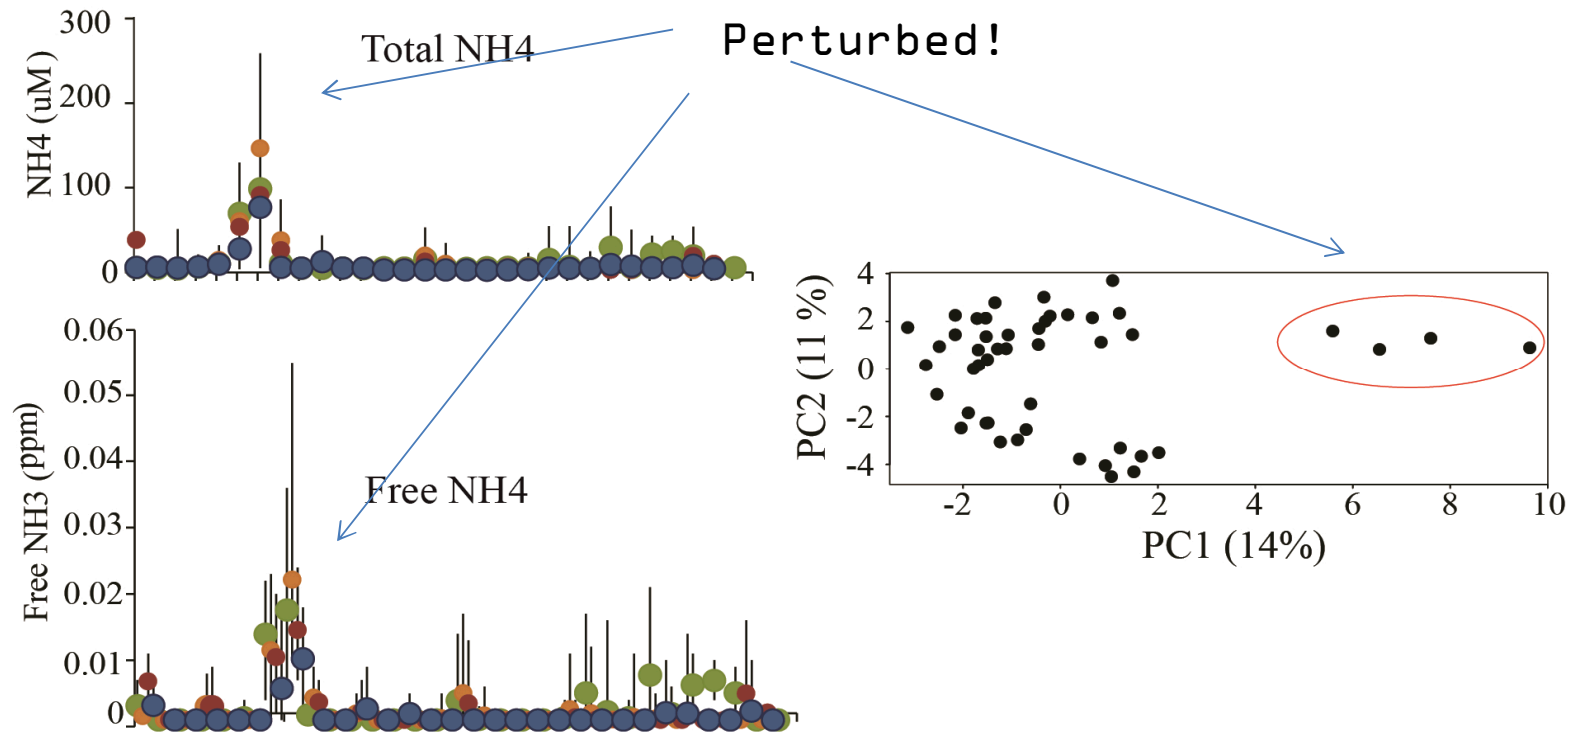 Perturbed!
Total NH4
NH4 (uM)
300
200
100
0
Free NH4
Free NH3 (ppm)
0.06
0.05
0.04
0.03
0.02
0.01
0
PC2 (11 %)
4
2
0
-2
-4
-2 0 2 4 6 8 10
PC1 (14%)